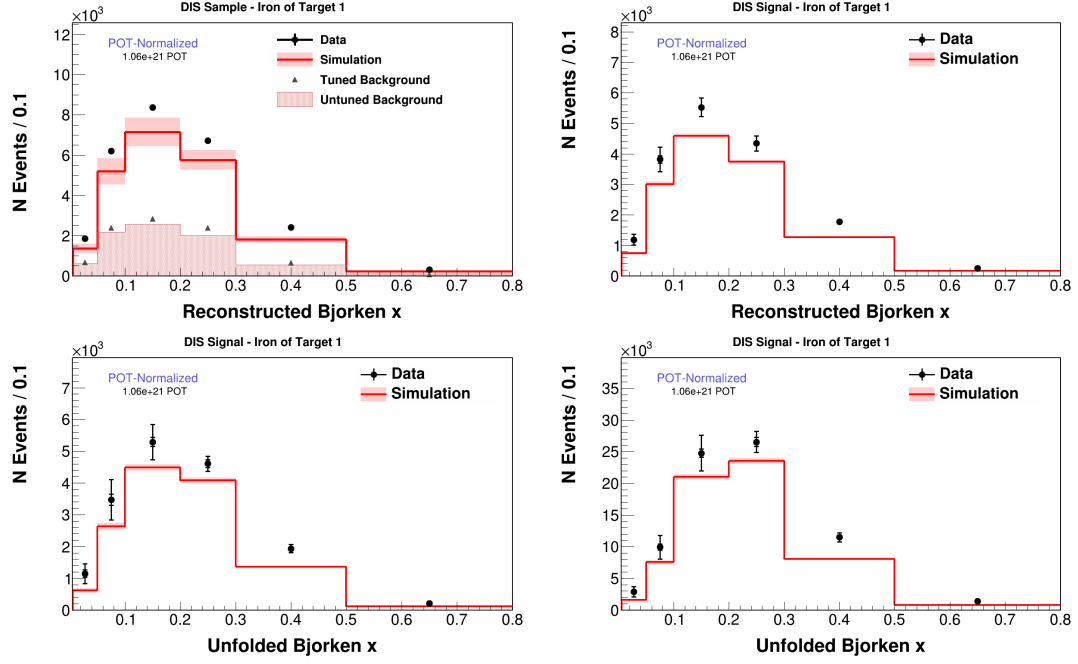 DIS Sample - Iron of Target 1
×10³
POT-Normalized
1.06e+21 POT
Data
Simulation
Tuned Background
Untuned Background
N Events / 0.1
12
10
8
6
4
2
0
0.1 0.2 0.3 0.4 0.5 0.6 0.7 0.8
Reconstructed Bjorken x
DIS Signal - Iron of Target 1
×10³
POT-Normalized
1.06e+21 POT
Data
Simulation
N Events / 0.1
8
7
6
5
4
3
2
1
0
0.1 0.2 0.3 0.4 0.5 0.6 0.7 0.8
Reconstructed Bjorken x
DIS Signal - Iron of Target 1
×10³
POT-Normalized
1.06e+21 POT
Data
Simulation
N Events / 0.1
7
6
5
4
3
2
1
0
0.1 0.2 0.3 0.4 0.5 0.6 0.7 0.8
Unfolded Bjorken x
DIS Signal - Iron of Target 1
×10³
POT-Normalized
1.06e+21 POT
Data
Simulation
N Events / 0.1
35
30
25
20
15
10
5
0
0.1 0.2 0.3 0.4 0.5 0.6 0.7 0.8
Unfolded Bjorken x